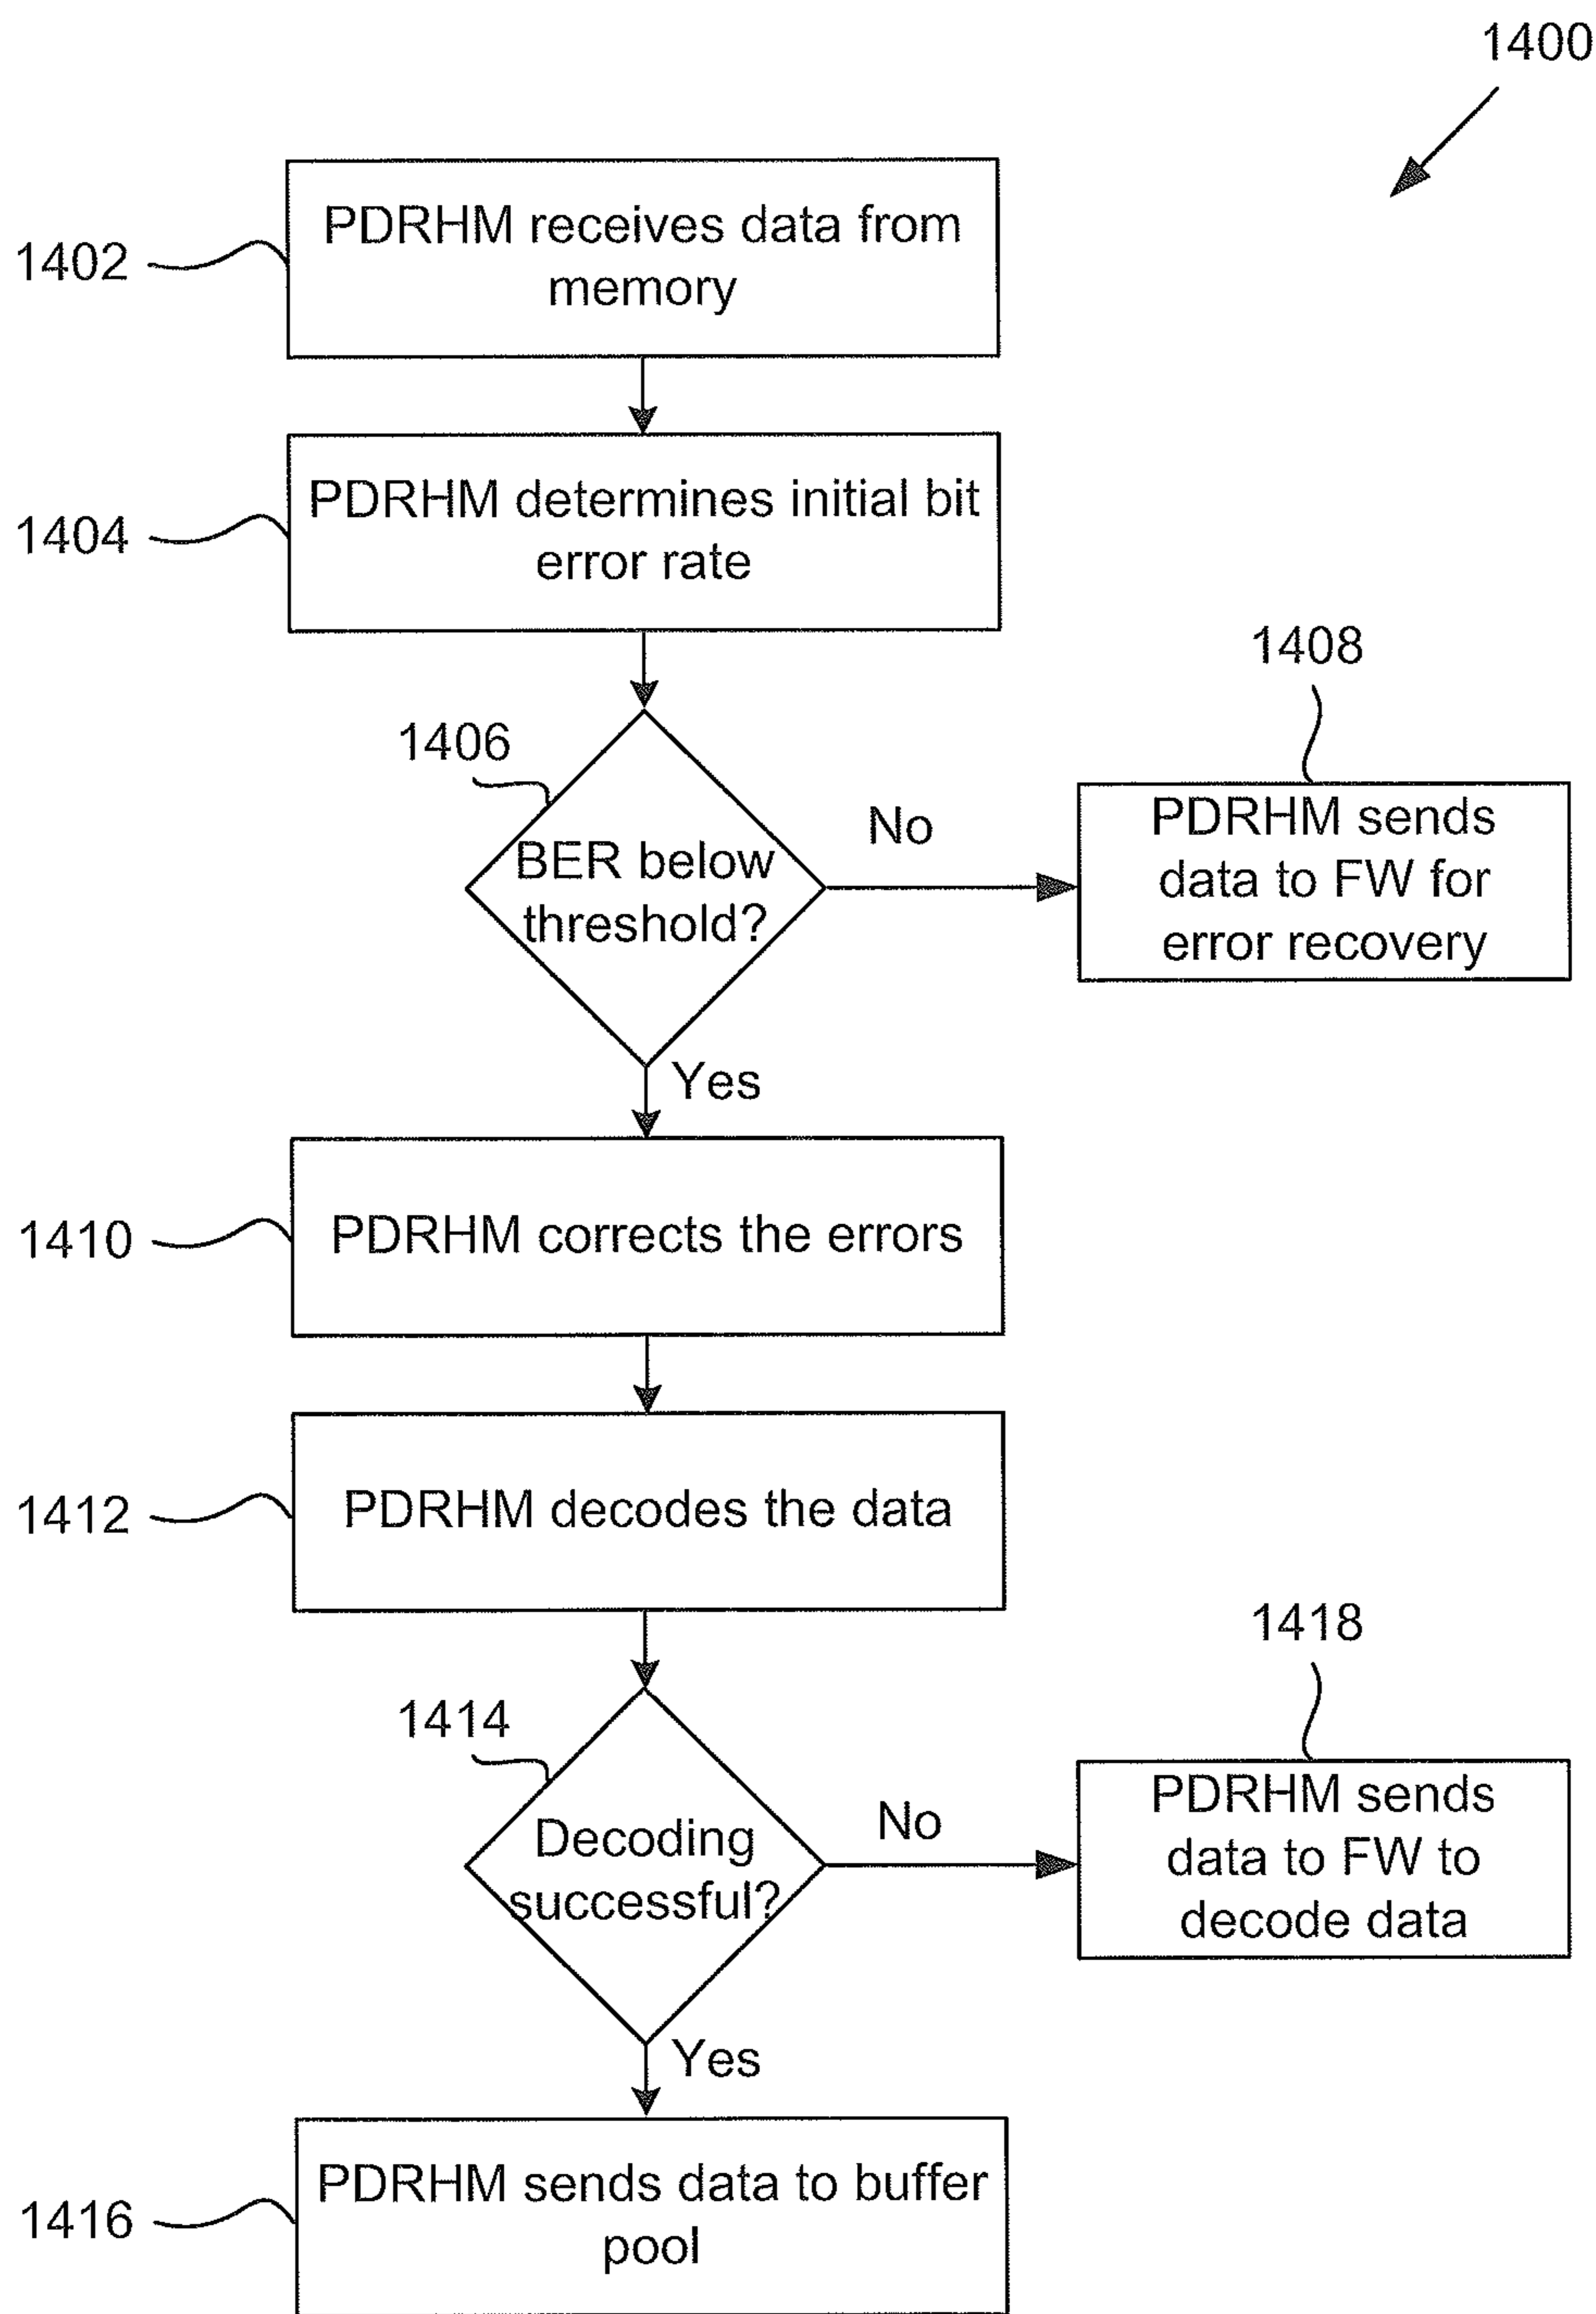 1400
1402
PDRHM receives data from
memory
1404
PDRHM determines initial bit
error rate
1406
BER below
threshold?
No
1408
PDRHM sends
data to FW for
error recovery
Yes
1410
PDRHM corrects the errors
1412
PDRHM decodes the data
1414
Decoding
successful?
No
1418
PDRHM sends
data to FW to
decode data
Yes
1416
PDRHM sends data to buffer
pool